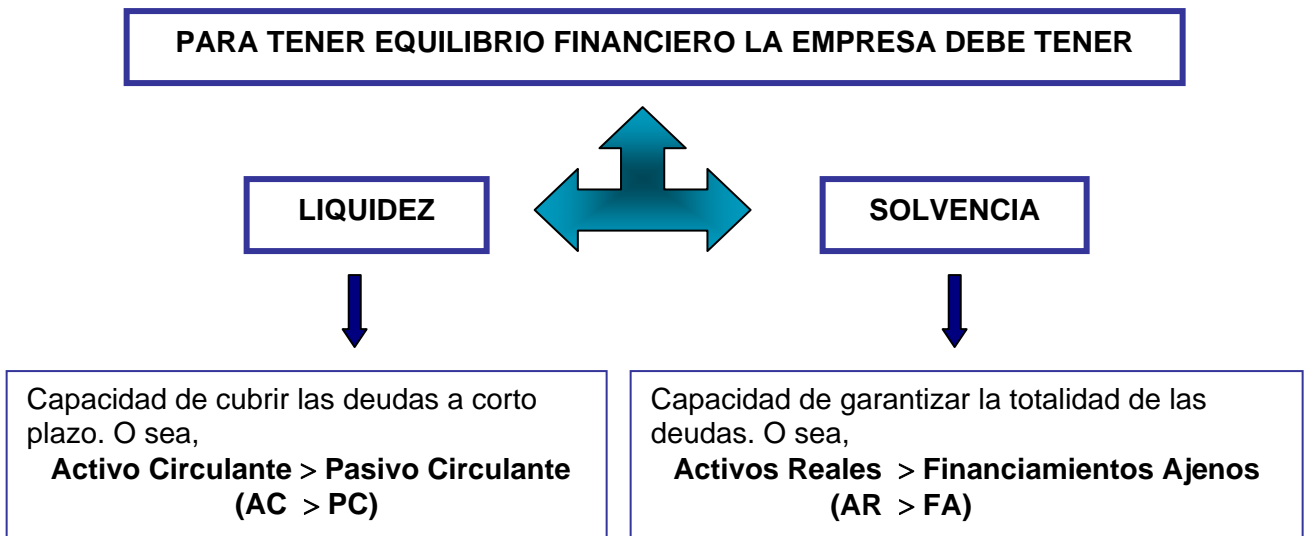 PARA TENER EQUILIBRIO FINANCIERO LA EMPRESA DEBE TENER
LIQUIDEZ
SOLVENCIA
Capacidad de cubrir las deudas a corto
plazo. O sea,
Activo Circulante > Pasivo Circulante
(AC > PC)
Capacidad de garantizar la totalidad de las
deudas. O sea,
Activos Reales > Financiamientos Ajenos
(AR > FA)